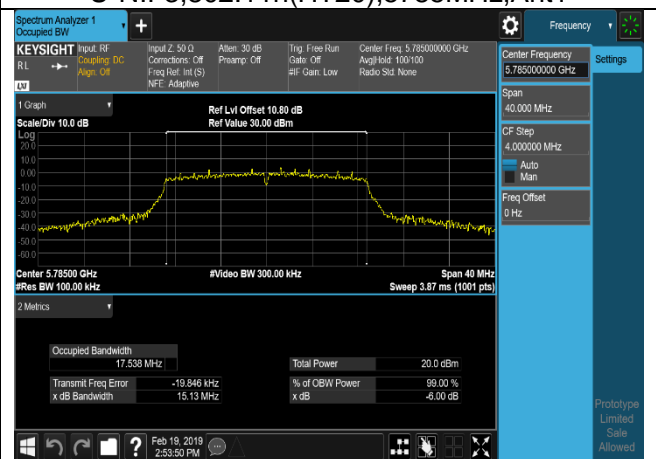 U-NII-3,802.11n(HT20),5785MHz,Ant1
Spectrum Analyzer 1
Occupied BW
Frequency
KEYSIGHT
RL
Input: RF
Coupling: DC
Align: Off
Input Z: 50 Ω
Corrections: Off
Freq Ref: Int (S)
NFE: Adaptive
Atten: 30 dB
Preamp: Off
Trig: Free Run
Gate: Off
#IF Gain: Low
Center Freq: 5.785000000 GHz
Avg|Hold: 100/100
Radio Std: None
Center Frequency
5.785000000 GHz
Settings
Span
40.000 MHz
CF Step
4.000000 MHz
Auto
Man
Freq Offset
0 Hz
1 Graph
Scale/Div 10.0 dB
Ref Lvl Offset 10.80 dB
Ref Value 30.00 dBm
Log
20.0
10.0
0.00
-10.0
-20.0
-30.0
-40.0
-50.0
-60.0
Center 5.78500 GHz
#Video BW 300.00 kHz
Span 40 MHz
#Res BW 100.00 kHz
Sweep 3.87 ms (1001 pts)
2 Metrics
Occupied Bandwidth
17.538 MHz
Total Power 20.0 dBm
Transmit Freq Error -19.846 kHz
% of OBW Power 99.00 %
x dB Bandwidth 15.13 MHz
x dB -6.00 dB
Prototype
Limited
Sale
Allowed
Feb 19, 2019
2:53:50 PM